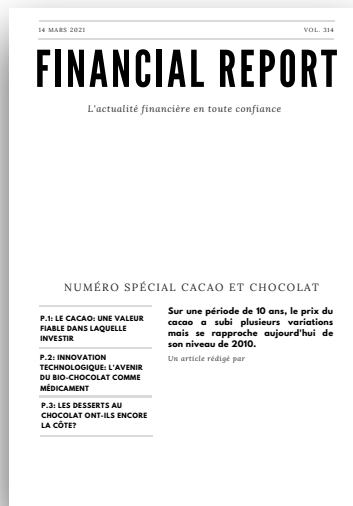 14 MARS 2021
VOL. 314
FINANCIAL REPORT
L'actualité financière en toute confiance
NUMÉRO SPÉCIAL CACAO ET CHOCOLAT
P.1: LE CACAO: UNE VALEUR
FIABLE DANS LAQUELLE
INVESTIR
P.2: INNOVATION
TECHNOLOGIQUE: L'AVENIR
DU BIO-CHOCOLAT COMME
MÉDICAMENT
P.3: LES DESSERTS AU
CHOCOLAT ONT-ILS ENCORE
LA CÔTE?
Sur une période de 10 ans, le prix du
cacao a subi plusieurs variations
mais se rapproche aujourd'hui de
son niveau de 2010.
Un article rédigé par